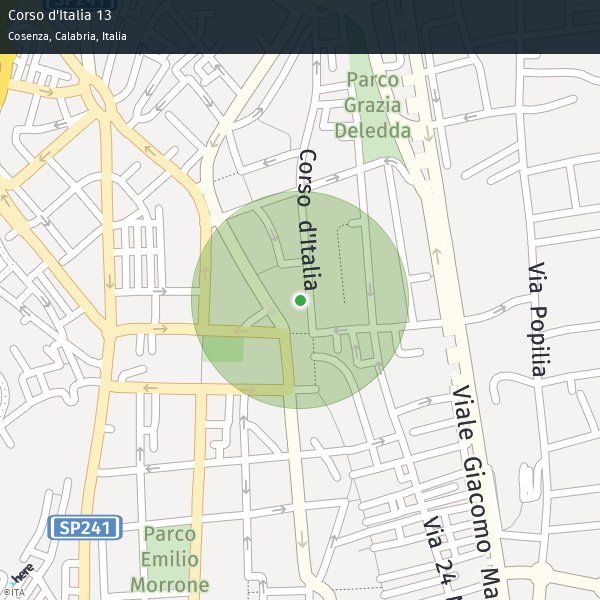 Corso d'Italia 13
Cosenza, Calabria, Italia
Parco
Grazia
Deledda
Corso d'Italia
Via Popilia
Viale Giacomo Ma
Via 24 M
SP241
Parco
Emilio
Morrone
here
©ITA